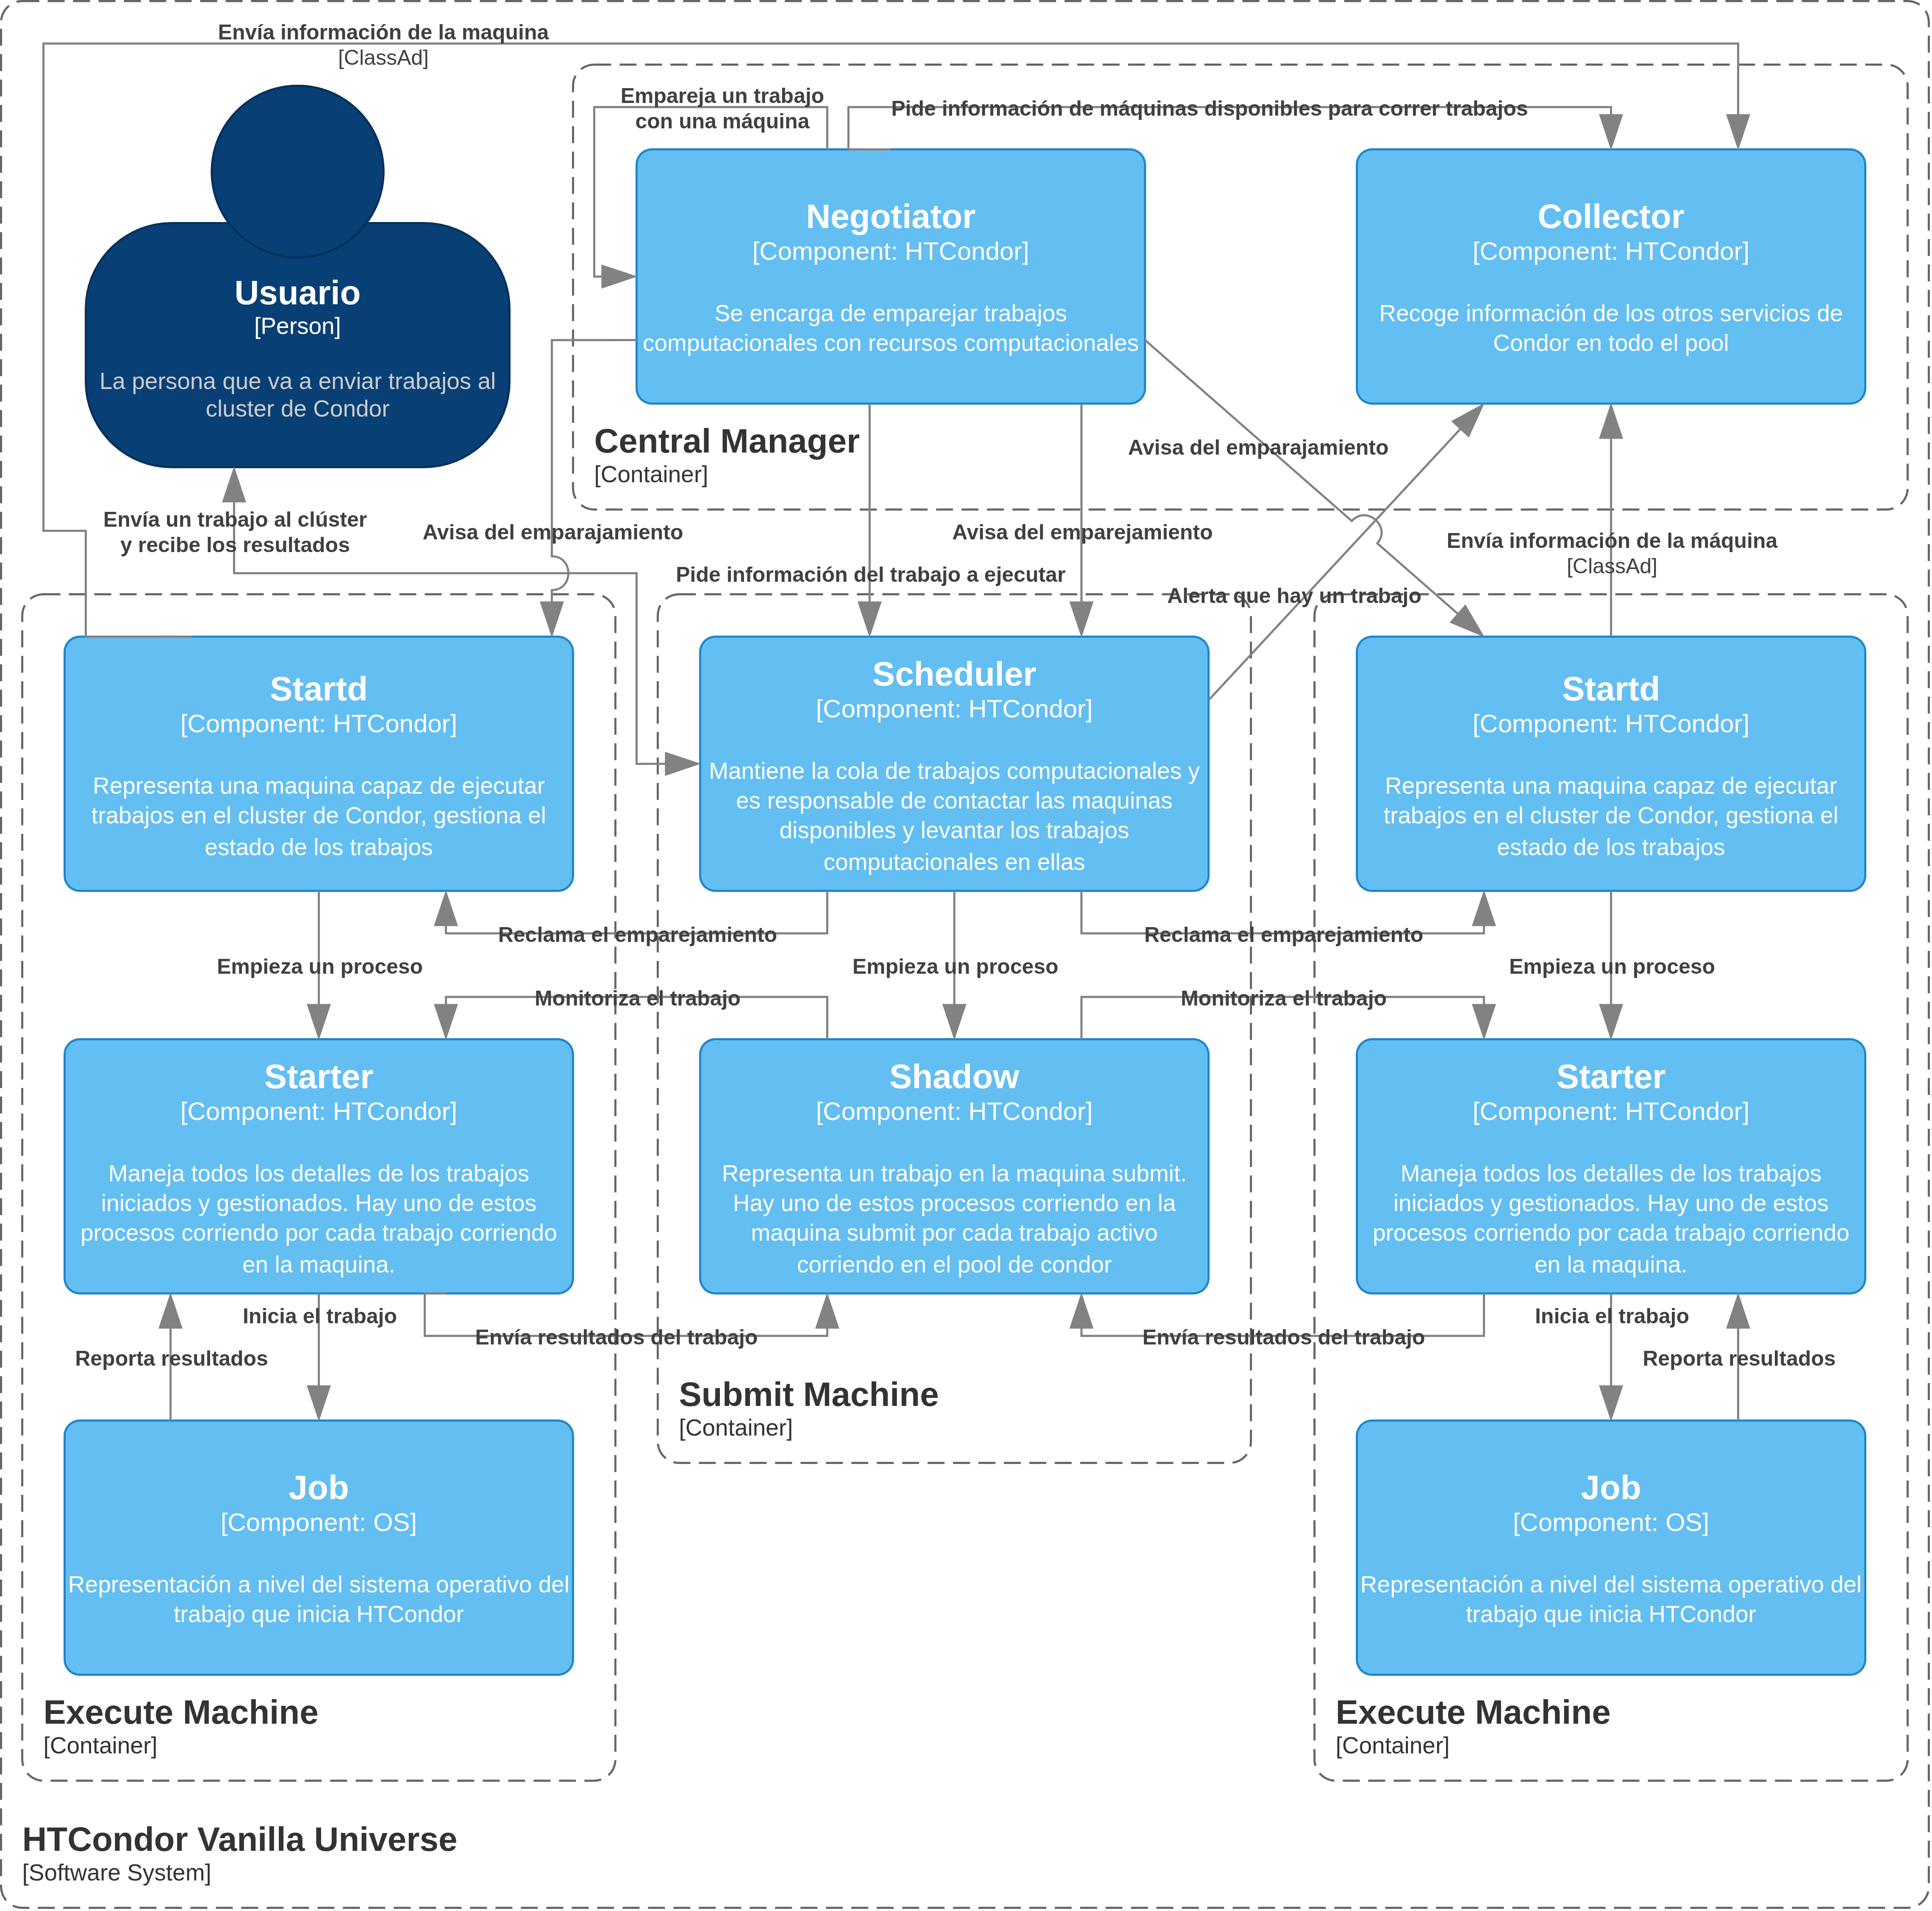 Envía información de la maquina
[ClassAd]
Empareja un trabajo
con una máquina
Pide información de máquinas disponibles para correr trabajos
Usuario
[Person]
La persona que va a enviar trabajos al
cluster de Condor
Negotiator
[Component: HTCondor]
Se encarga de emparejar trabajos
computacionales con recursos computacionales
Collector
[Component: HTCondor]
Recoge información de los otros servicios de
Condor en todo el pool
Central Manager
[Container]
Avisa del emparajamiento
Envía un trabajo al clúster
y recibe los resultados
Avisa del emparajamiento
Avisa del emparejamiento
Envía información de la máquina
[ClassAd]
Pide información del trabajo a ejecutar
Alerta que hay un trabajo
Startd
[Component: HTCondor]
Representa una maquina capaz de ejecutar
trabajos en el cluster de Condor, gestiona el
estado de los trabajos
Scheduler
[Component: HTCondor]
Mantiene la cola de trabajos computacionales y
es responsable de contactar las maquinas
disponibles y levantar los trabajos
computacionales en ellas
Startd
[Component: HTCondor]
Representa una maquina capaz de ejecutar
trabajos en el cluster de Condor, gestiona el
estado de los trabajos
Reclama el emparejamiento
Reclama el emparejamiento
Empieza un proceso
Empieza un proceso
Empieza un proceso
Monitoriza el trabajo
Monitoriza el trabajo
Starter
[Component: HTCondor]
Maneja todos los detalles de los trabajos
iniciados y gestionados. Hay uno de estos
procesos corriendo por cada trabajo corriendo
en la maquina.
Shadow
[Component: HTCondor]
Representa un trabajo en la maquina submit.
Hay uno de estos procesos corriendo en la
maquina submit por cada trabajo activo
corriendo en el pool de condor
Starter
[Component: HTCondor]
Maneja todos los detalles de los trabajos
iniciados y gestionados. Hay uno de estos
procesos corriendo por cada trabajo corriendo
en la maquina.
Inicia el trabajo
Envía resultados del trabajo
Envía resultados del trabajo
Inicia el trabajo
Reporta resultados
Reporta resultados
Submit Machine
[Container]
Job
[Component: OS]
Representación a nivel del sistema operativo del
trabajo que inicia HTCondor
Job
[Component: OS]
Representación a nivel del sistema operativo del
trabajo que inicia HTCondor
Execute Machine
[Container]
Execute Machine
[Container]
HTCondor Vanilla Universe
[Software System]